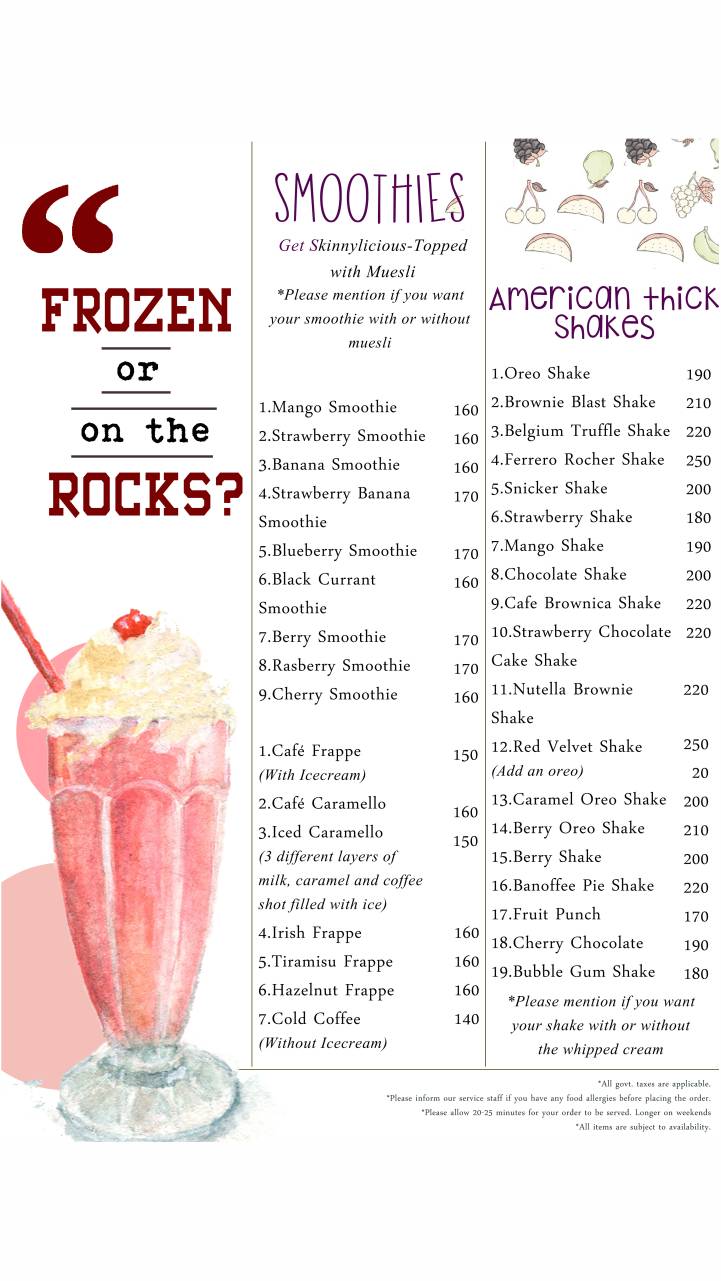 “
FROZEN
or
on the
ROCKS?
SMOOTHIES
Get Skinnylicious-Topped
with Muesli
*Please mention if you want
your smoothie with or without
muesli
1.Mango Smoothie 160
2.Strawberry Smoothie 160
3.Banana Smoothie 160
4.Strawberry Banana 170
Smoothie
5.Blueberry Smoothie 170
6.Black Currant 160
Smoothie
7.Berry Smoothie 170
8.Rasberry Smoothie 170
9.Cherry Smoothie 160
1.Café Frappe 150
(With Icecream)
2.Café Caramello 160
3.Iced Caramello 150
(3 different layers of
milk, caramel and coffee
shot filled with ice)
4.Irish Frappe 160
5.Tiramisu Frappe 160
6.Hazelnut Frappe 160
7.Cold Coffee 140
(Without Icecream)
American thick
shakes
1.Oreo Shake 190
2.Brownie Blast Shake 210
3.Belgium Truffle Shake 220
4.Ferrero Rocher Shake 250
5.Snicker Shake 200
6.Strawberry Shake 180
7.Mango Shake 190
8.Chocolate Shake 200
9.Cafe Brownica Shake 220
10.Strawberry Chocolate 220
Cake Shake
11.Nutella Brownie 220
Shake
12.Red Velvet Shake 250
(Add an oreo) 20
13.Caramel Oreo Shake 200
14.Berry Oreo Shake 210
15.Berry Shake 200
16.Banoffee Pie Shake 220
17.Fruit Punch 170
18.Cherry Chocolate 190
19.Bubble Gum Shake 180
*Please mention if you want
your shake with or without
the whipped cream
*All govt. taxes are applicable.
*Please inform our service staff if you have any food allergies before placing the order.
*Please allow 20-25 minutes for your order to be served. Longer on weekends
*All items are subject to availability.